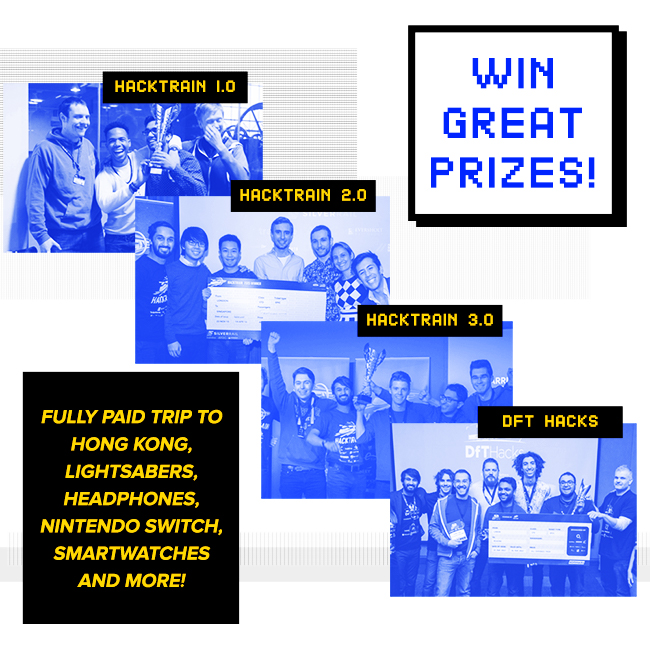 HACKTRAIN 1.0
WIN
GREAT
PRIZES!
HACKTRAIN 2.0
HACKTRAIN 3.0
DFT HACKS
DfTHack
FULLY PAID TRIP TO
HONG KONG,
LIGHTSABERS,
HEADPHONES,
NINTENDO SWITCH,
SMARTWATCHES
AND MORE!